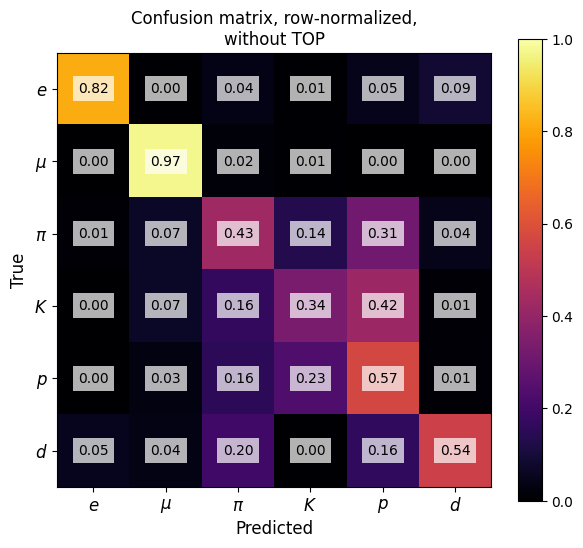 Confusion matrix, row-normalized,
without TOP
1.0
e 0.82 0.00 0.04 0.01 0.05 0.09
μ 0.00 0.97 0.02 0.01 0.00 0.00
0.8
π 0.01 0.07 0.43 0.14 0.31 0.04
0.6
True
K 0.00 0.07 0.16 0.34 0.42 0.01
0.4
p 0.00 0.03 0.16 0.23 0.57 0.01
0.2
d 0.05 0.04 0.20 0.00 0.16 0.54
0.0
e μ π K p d
Predicted